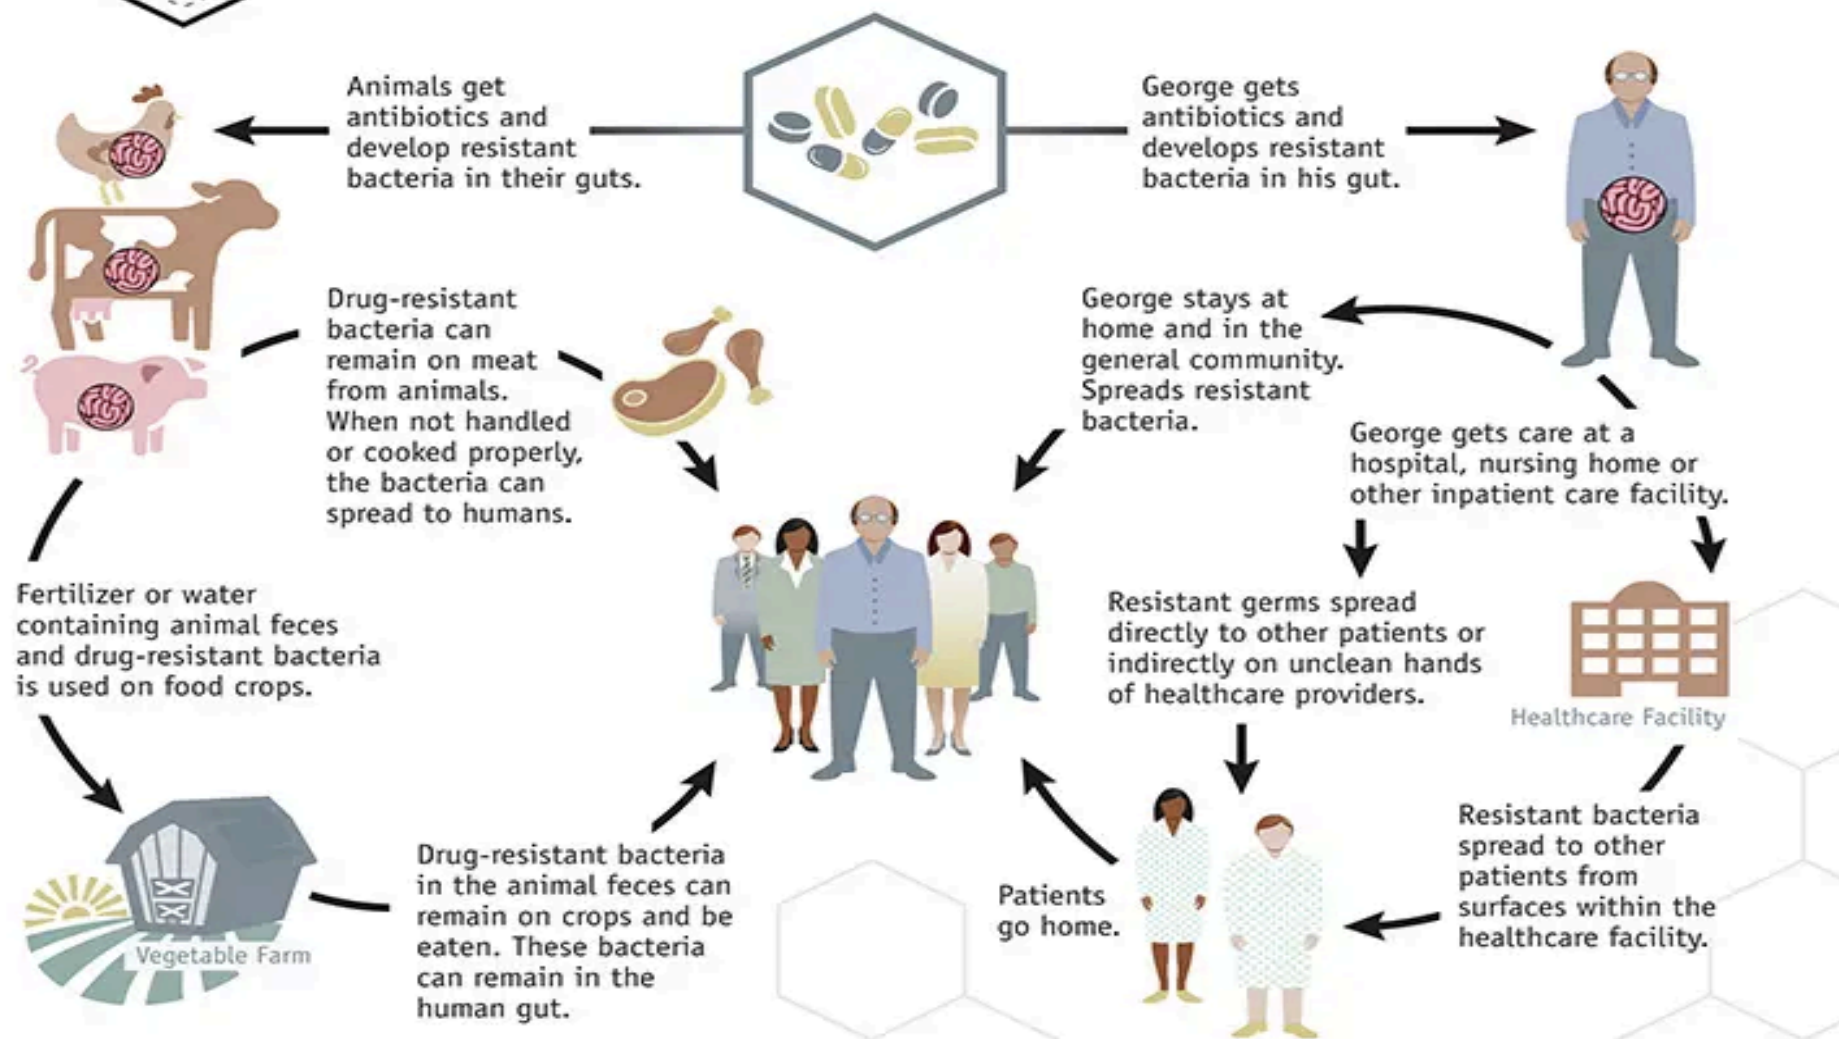 Animals get
antibiotics and
develop resistant
bacteria in their guts.
George gets
antibiotics and
develops resistant
bacteria in his gut.
Drug-resistant
bacteria can
remain on meat
from animals.
When not handled
or cooked properly,
the bacteria can
spread to humans.
George stays at
home and in the
general community.
Spreads resistant
bacteria.
George gets care at a
hospital, nursing home or
other inpatient care facility.
Fertilizer or water
containing animal feces
and drug-resistant bacteria
is used on food crops.
Resistant germs spread
directly to other patients or
indirectly on unclean hands
of healthcare providers.
Healthcare Facility
Vegetable Farm
Drug-resistant bacteria
in the animal feces can
remain on crops and be
eaten. These bacteria
can remain in the
human gut.
Patients
go home.
Resistant bacteria
spread to other
patients from
surfaces within the
healthcare facility.